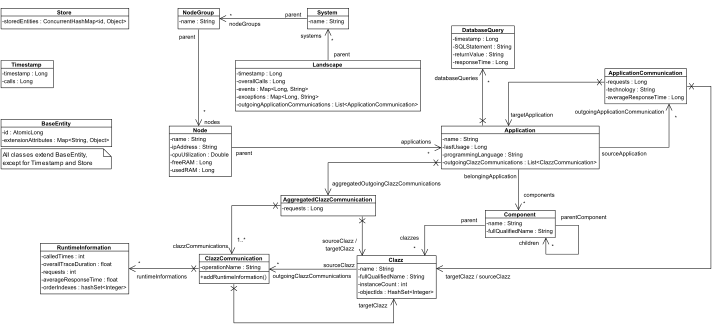 Store
-storedEntities : ConcurrentHashMap<id, Object>
Timestamp
-timestamp : Long
-calls : Long
BaseEntity
-id : AtomicLong
-extensionAttributes : Map<String, Object>
All classes extend BaseEntity,
except for Timestamp and Store
NodeGroup
-name : String
*
parent
nodeGroups
System
-name : String
systems
*
parent
Landscape
-timestamp : Long
-overallCalls : Long
-events : Map<Long, String>
-exceptions : Map<Long, String>
-outgoingApplicationCommunications : List<ApplicationCommunication>
parent
*
nodes
Node
-name : String
-ipAddress : String
-cpuUtilization : Double
-freeRAM : Long
-usedRAM : Long
applications
*
parent
DatabaseQuery
-timestamp : Long
-SQLStatement : String
-returnValue : String
-responseTime : Long
databaseQueries
*
ApplicationCommunication
-requests : Long
-technology : String
-averageResponseTime : Long
targetApplication
outgoingApplicationCommunication
*
sourceApplication
Application
-name : String
-lastUsage : Long
-programmingLanguage : String
-outgoingClazzCommunications : List<ClazzCommunication>
*
aggregatedOutgoingClazzCommunications
belongingApplication
components
*
AggregatedClazzCommunication
-requests : Long
Component
-name : String
-fullQualifiedName : String
parentComponent
children
*
parent
clazzes
*
clazzCommunications
1..*
sourceClazz /
targetClazz
RuntimeInformation
-calledTimes : int
-overallTraceDuration : float
-requests : int
-averageResponseTime : float
-orderIndexes : hashSet<Integer>
*
runtimeInformations
ClazzCommunication
-operationName : String
+addRuntimeInformation()
*
sourceClazz
outgoingClazzCommunications
Clazz
-name : String
-fullQualifiedName : String
-instanceCount : int
-objectIds : HashSet<Integer>
targetClazz / sourceClazz
targetClazz